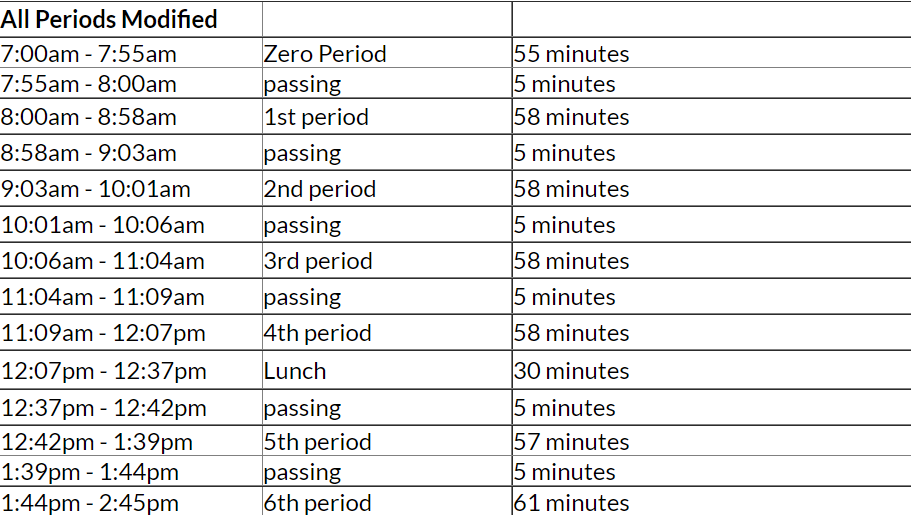 All Periods Modified
7:00am - 7:55am Zero Period 55 minutes
7:55am - 8:00am passing 5 minutes
8:00am - 8:58am 1st period 58 minutes
8:58am - 9:03am passing 5 minutes
9:03am - 10:01am 2nd period 58 minutes
10:01am - 10:06am passing 5 minutes
10:06am - 11:04am 3rd period 58 minutes
11:04am - 11:09am passing 5 minutes
11:09am - 12:07pm 4th period 58 minutes
12:07pm - 12:37pm Lunch 30 minutes
12:37pm - 12:42pm passing 5 minutes
12:42pm - 1:39pm 5th period 57 minutes
1:39pm - 1:44pm passing 5 minutes
1:44pm - 2:45pm 6th period 61 minutes